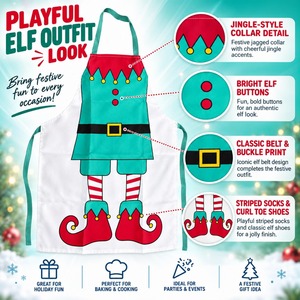 PLAYFUL
ELF OUTFIT
LOOK
Bring festive
fun to every
occasion!
JINGLE-STYLE
COLLAR DETAIL
Festive jagged collar
with cheerful jingle
accents.
BRIGHT ELF
BUTTONS
Fun, bold buttons
for an authentic
elf look.
CLASSIC BELT &
BUCKLE PRINT
Iconic elf belt design
completes the festive
outfit.
STRIPED SOCKS &
CURL TOE SHOES
Playful striped socks
and classic elf shoes
for a jolly finish.
GREAT FOR
HOLIDAY FUN
PERFECT FOR
BAKING & COOKING
IDEAL FOR
PARTIES & EVENTS
A FESTIVE
GIFT IDEA